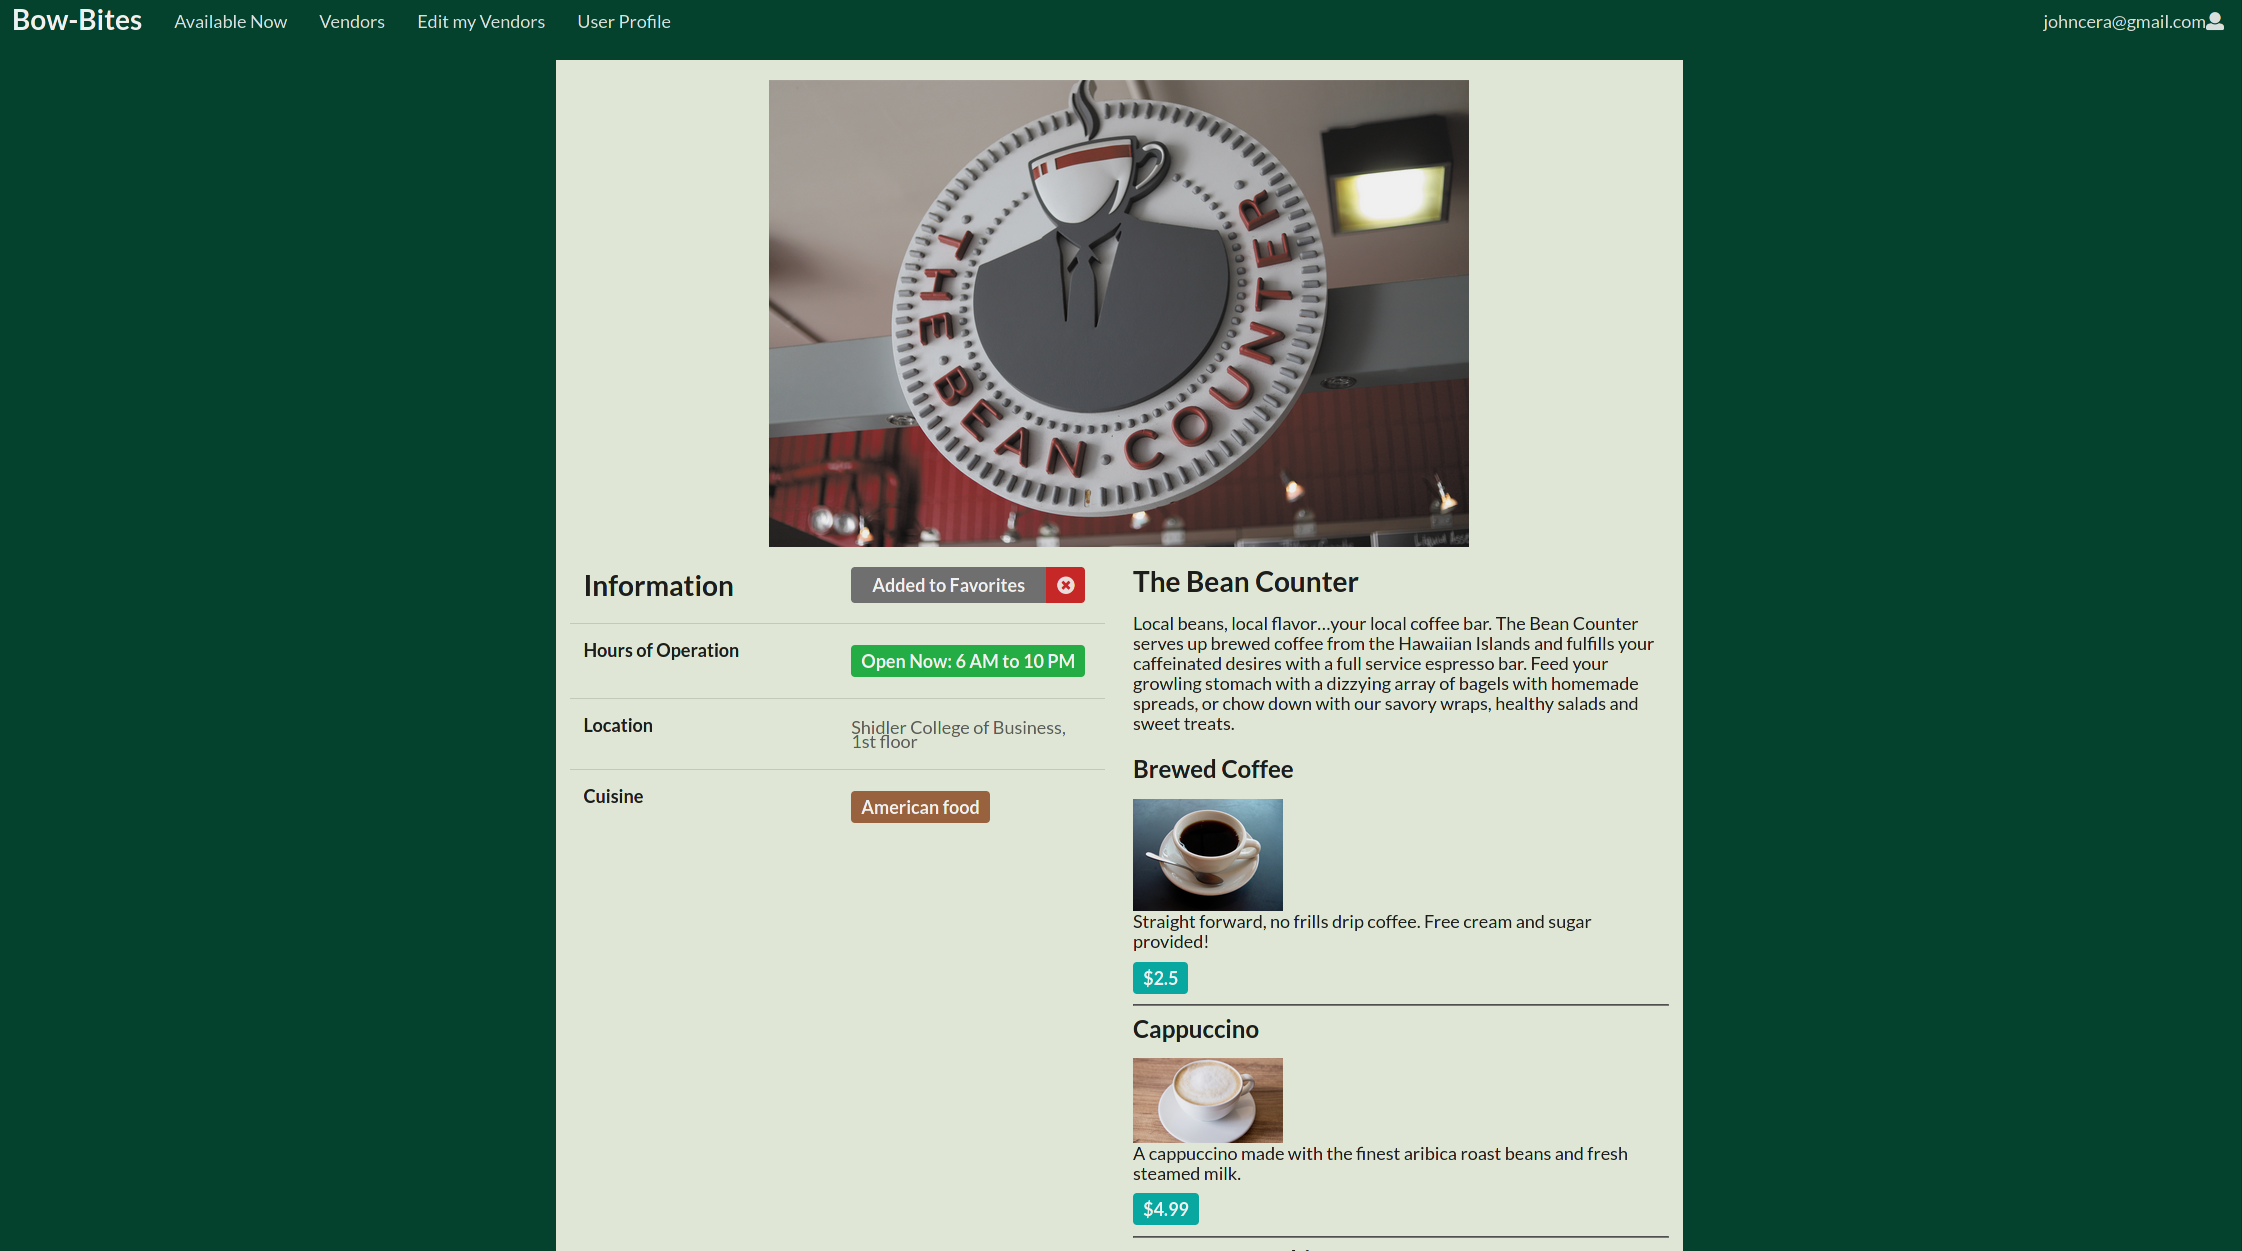 Bow-Bites
Available Now
Vendors
Edit my Vendors
User Profile
johncera@gmail.com
THE BEAN COUNTER
Information
Added to Favorites
Hours of Operation
Open Now: 6 AM to 10 PM
Location
Shidler College of Business,
1st floor
Cuisine
American food
The Bean Counter
Local beans, local flavor...your local coffee bar. The Bean Counter
serves up brewed coffee from the Hawaiian Islands and fulfills your
caffeinated desires with a full service espresso bar. Feed your
growling stomach with a dizzying array of bagels with homemade
spreads, or chow down with our savory wraps, healthy salads and
sweet treats.
Brewed Coffee
Straight forward, no frills drip coffee. Free cream and sugar
provided!
$2.5
Cappuccino
A cappuccino made with the finest aribica roast beans and fresh
steamed milk.
$4.99